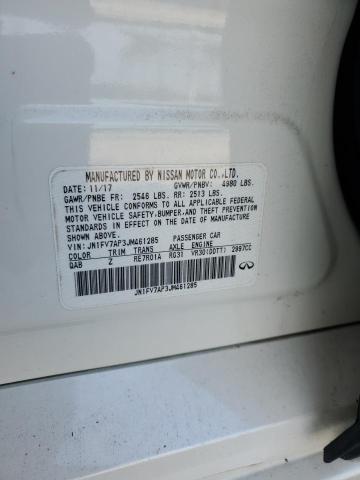 MANUFACTURED BY NISSAN MOTOR CO.,LTD.
DATE: 11/17 GVWR/PNBV: 4980 LBS.
GAWR/PNBE FR: 2546 LBS. RR: 2513 LBS.
THIS VEHICLE CONFORMS TO ALL APPLICABLE FEDERAL
MOTOR VEHICLE SAFETY,BUMPER,AND THEFT PREVENTION
STANDARDS IN EFFECT ON THE DATE OF MANUFACTURE
SHOWN ABOVE.
VIN: JN1FV7AP3JM461285 PASSENGER CAR
COLOR TRIM TRANS AXLE ENGINE
QAB Z RE7R01A RG31 VR30(DDTT) 2997CC
JN1FV7AP3JM461285